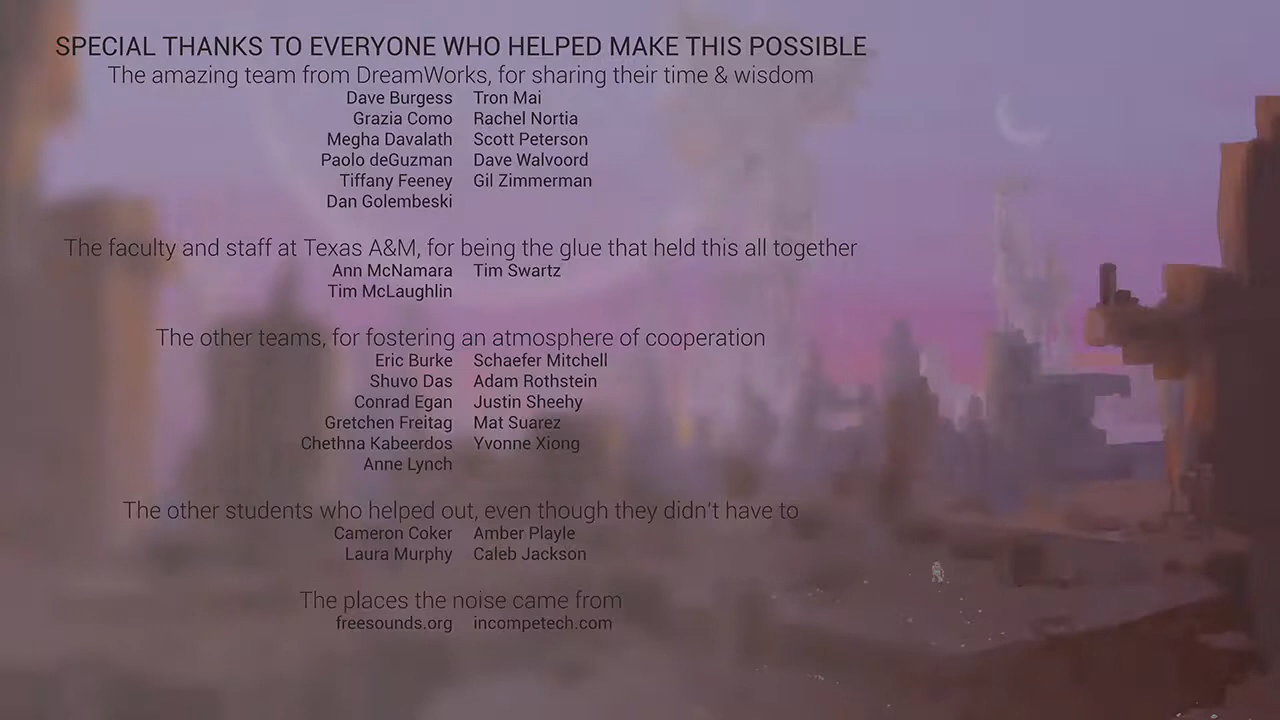 SPECIAL THANKS TO EVERYONE WHO HELPED MAKE THIS POSSIBLE
The amazing team from DreamWorks, for sharing their time & wisdom
Dave Burgess Tron Mai
Grazia Como Rachel Nortia
Megha Davalath Scott Peterson
Paolo deGuzman Dave Walvoord
Tiffany Feeney Gil Zimmerman
Dan Golembeski
The faculty and staff at Texas A&M, for being the glue that held this all together
Ann McNamara Tim Swartz
Tim McLaughlin
The other teams, for fostering an atmosphere of cooperation
Eric Burke Schaefer Mitchell
Shuvo Das Adam Rothstein
Conrad Egan Justin Sheehy
Gretchen Freitag Mat Suarez
Chethna Kabeerdos Yvonne Xiong
Anne Lynch
The other students who helped out, even though they didn't have to
Cameron Coker Amber Playle
Laura Murphy Caleb Jackson
The places the noise came from
freesounds.org incompetech.com